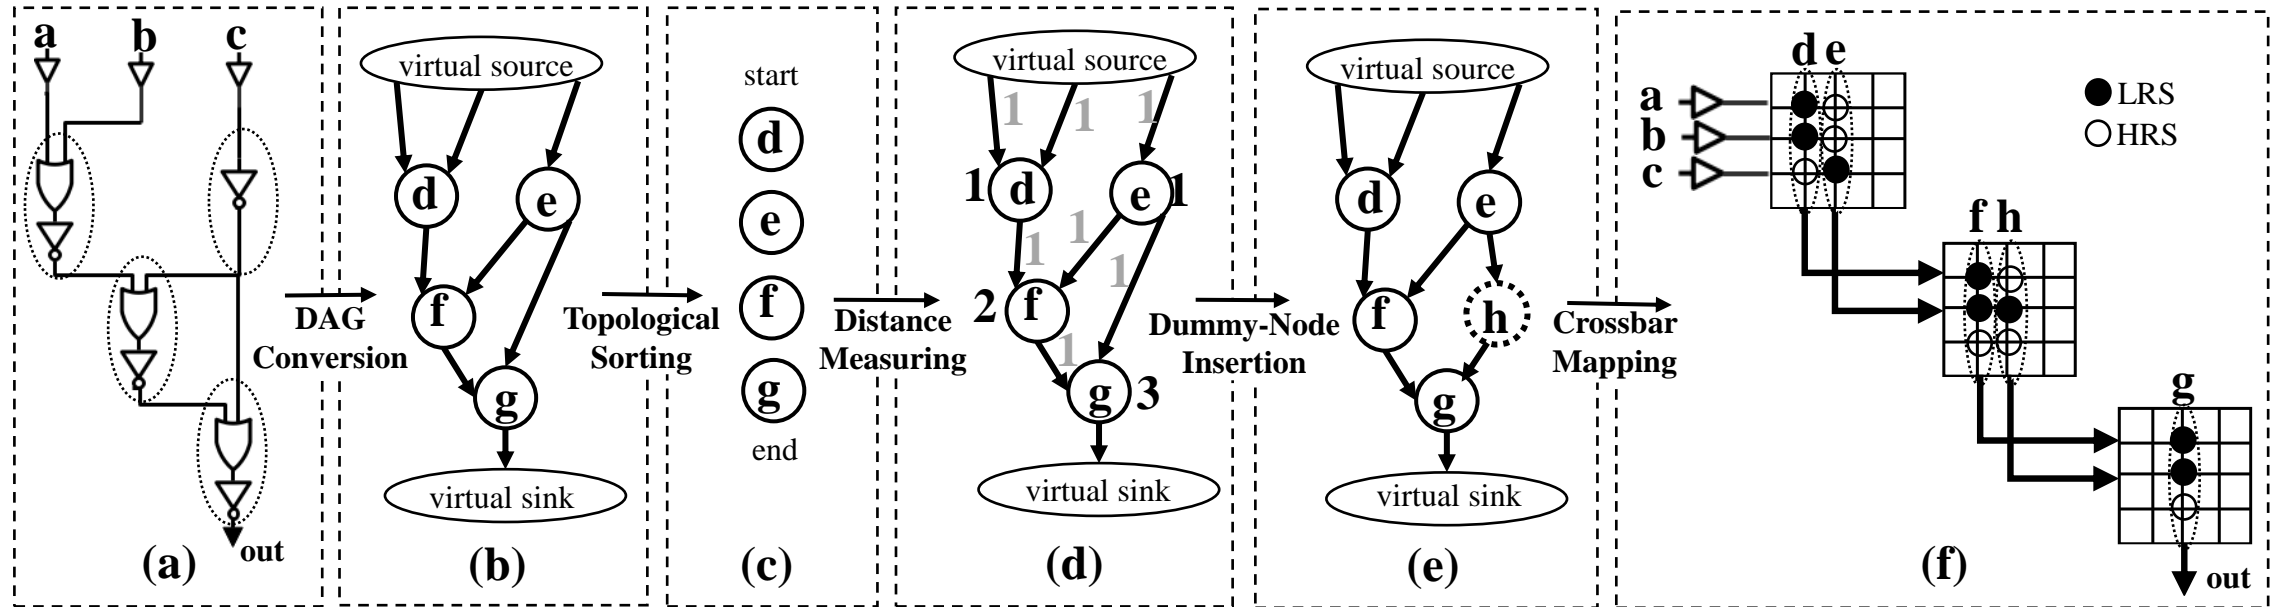 a b c
out
(a)
DAG
Conversion
virtual source
d
e
f
g
virtual sink
(b)
Topological
Sorting
start
d
e
f
g
end
(c)
Distance
Measuring
virtual source
1 1 1
1 d e 1
1 1 1
2 f
1
g 3
virtual sink
(d)
Dummy-Node
Insertion
virtual source
d
e
f
h
g
virtual sink
(e)
Crossbar
Mapping
d e
a
b
c
LRS
HRS
f h
g
out
(f)